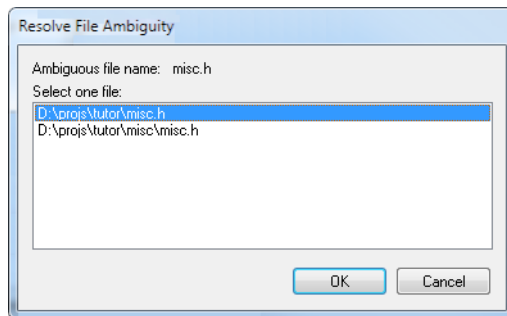 Resolve File Ambiguity
Ambiguous file name: misc.h
Select one file:
D:\projs\tutor\misc.h
D:\projs\tutor\misc\misc.h
OK Cancel